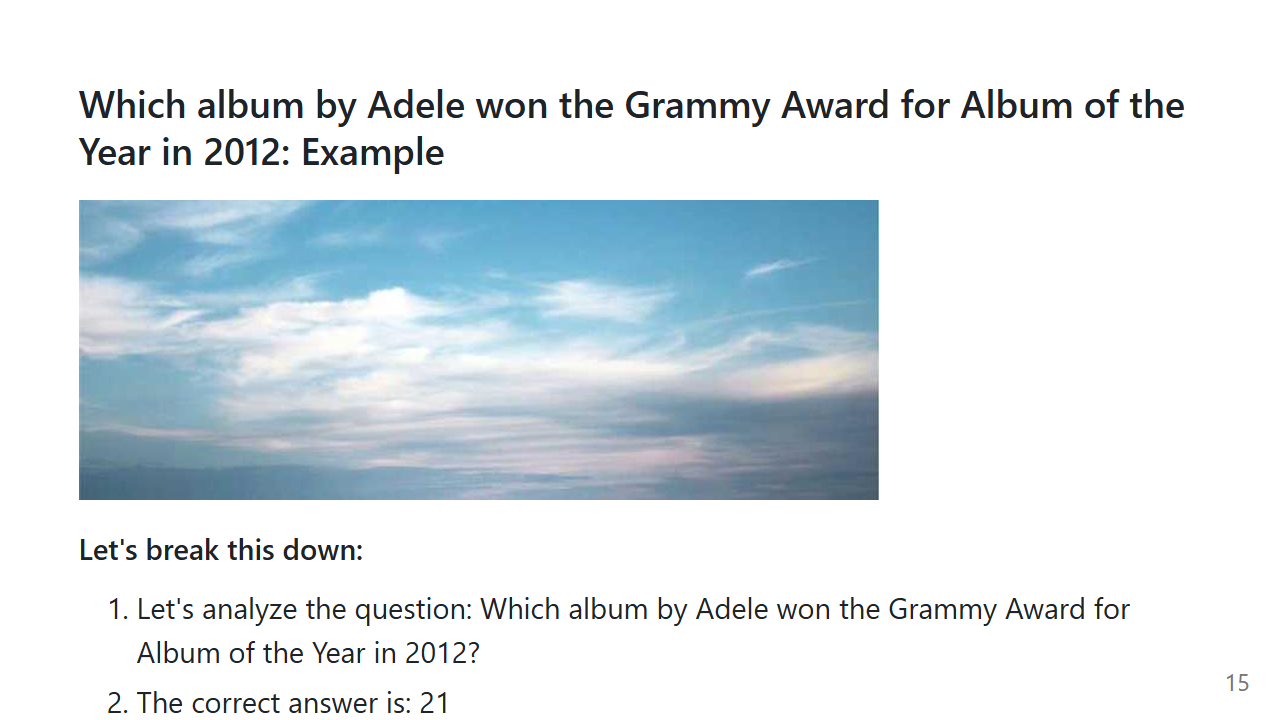 Which album by Adele won the Grammy Award for Album of the
Year in 2012: Example
Let's break this down:
1. Let's analyze the question: Which album by Adele won the Grammy Award for
Album of the Year in 2012?
2. The correct answer is: 21
15